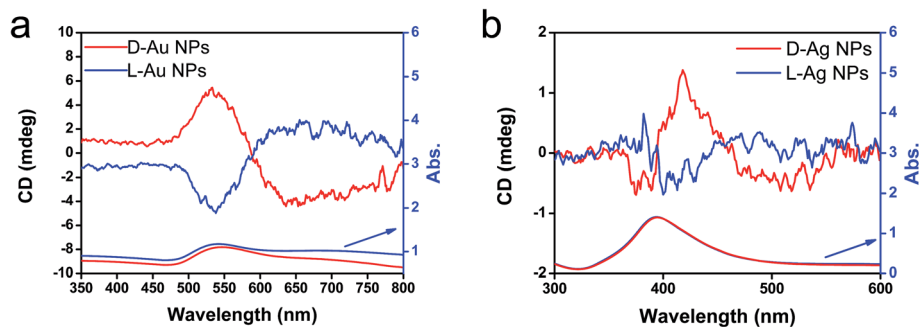 a
D-Au NPs
L-Au NPs
CD (mdeg)
10
8
6
4
2
0
-2
-4
-6
-8
-10
350 400 450 500 550 600 650 700 750 800
Wavelength (nm)
6
5
4
3
2
1
0
Abs.
b
D-Ag NPs
L-Ag NPs
CD (mdeg)
2
1
0
-1
-2
300 400 500 600
Wavelength (nm)
6
5
4
3
2
1
0
Abs.